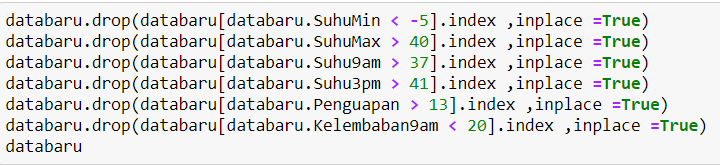 databaru.drop(databaru[databaru.SuhuMin < -5].index ,inplace =True)
databaru.drop(databaru[databaru.SuhuMax > 40].index ,inplace =True)
databaru.drop(databaru[databaru.Suhu9am > 37].index ,inplace =True)
databaru.drop(databaru[databaru.Suhu3pm > 41].index ,inplace =True)
databaru.drop(databaru[databaru.Penguapan > 13].index ,inplace =True)
databaru.drop(databaru[databaru.Kelembaban9am < 20].index ,inplace =True)
databaru